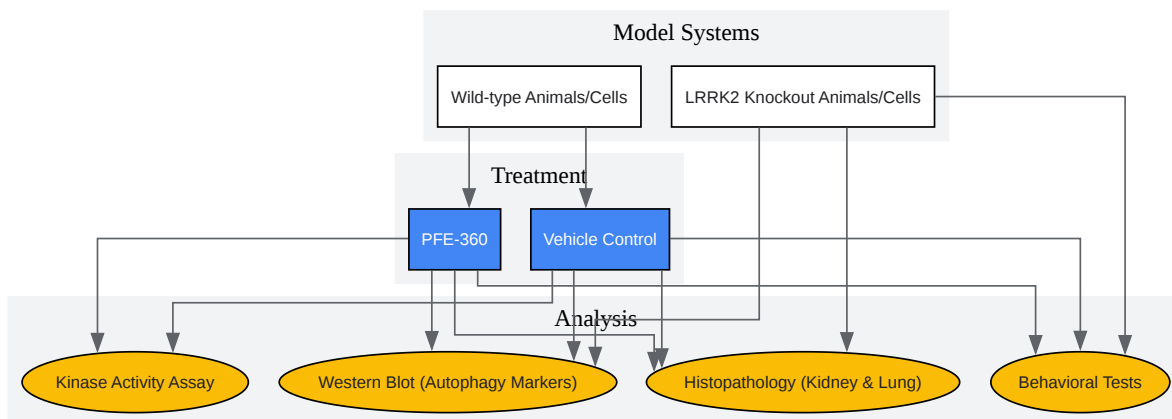 Model Systems
Wild-type Animals/Cells
LRRK2 Knockout Animals/Cells
Treatment
PFE-360
Vehicle Control
Analysis
Kinase Activity Assay
Western Blot (Autophagy Markers)
Histopathology (Kidney & Lung)
Behavioral Tests